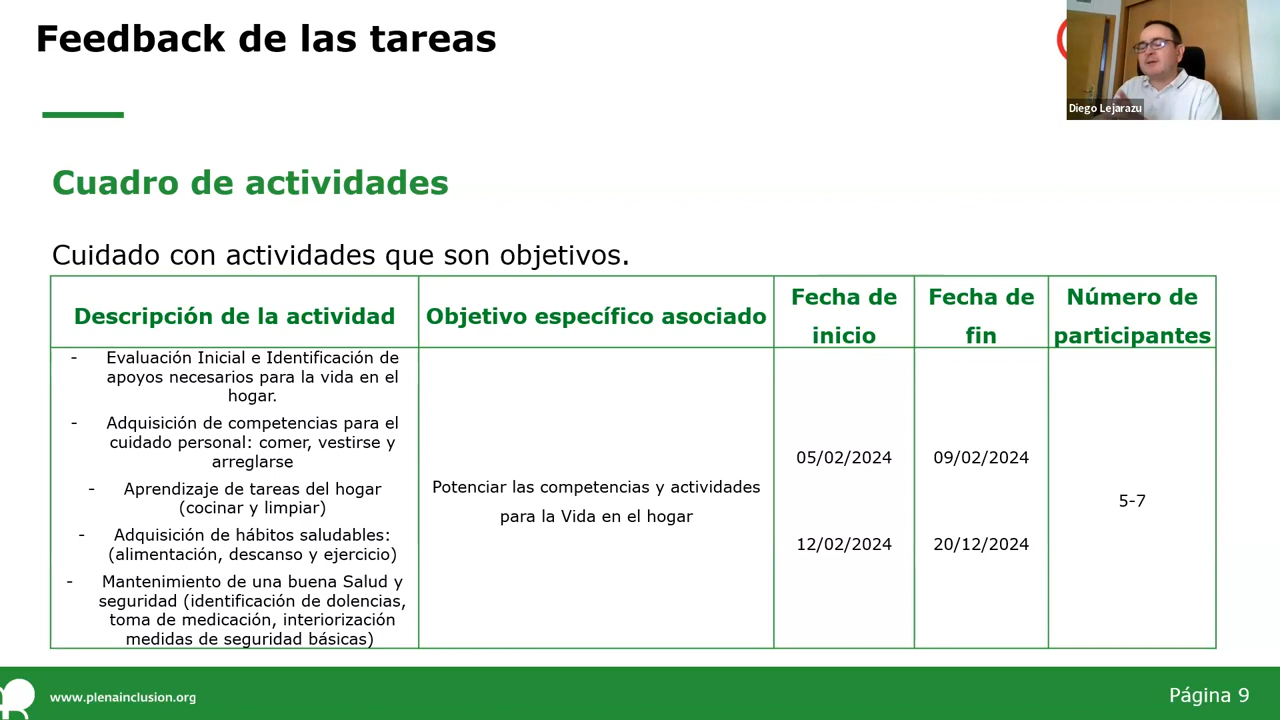 Feedback de las tareas
Diego Lejarazu
Cuadro de actividades
Cuidado con actividades que son objetivos.
Descripción de la actividad
Objetivo específico asociado
Fecha de
inicio
Fecha de
fin
Número de
participantes
- Evaluación Inicial e Identificación de
apoyos necesarios para la vida en el
hogar.
- Adquisición de competencias para el
cuidado personal: comer, vestirse y
arreglarse
- Aprendizaje de tareas del hogar
(cocinar y limpiar)
- Adquisición de hábitos saludables:
(alimentación, descanso y ejercicio)
- Mantenimiento de una buena Salud y
seguridad (identificación de dolencias,
toma de medicación, interiorización
medidas de seguridad básicas)
Potenciar las competencias y actividades
para la Vida en el hogar
05/02/2024
12/02/2024
09/02/2024
20/12/2024
5-7
www.plenainclusion.org
Página 9